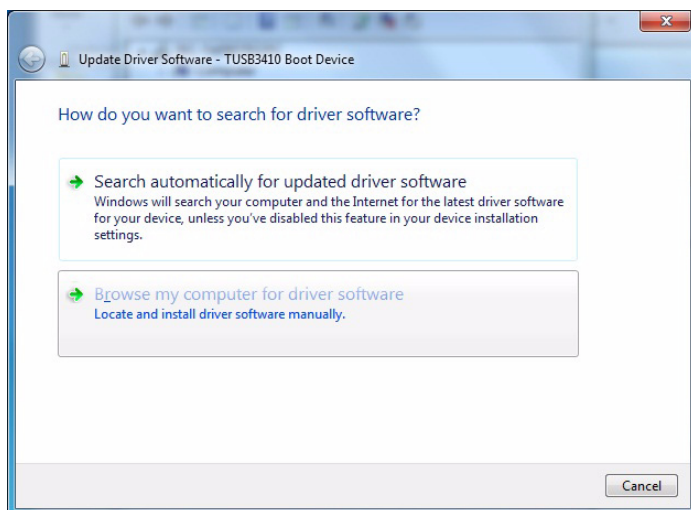 Update Driver Software - TUSB3410 Boot Device
How do you want to search for driver software?
Search automatically for updated driver software
Windows will search your computer and the Internet for the latest driver software
for your device, unless you've disabled this feature in your device installation
settings.
Browse my computer for driver software
Locate and install driver software manually.
Cancel